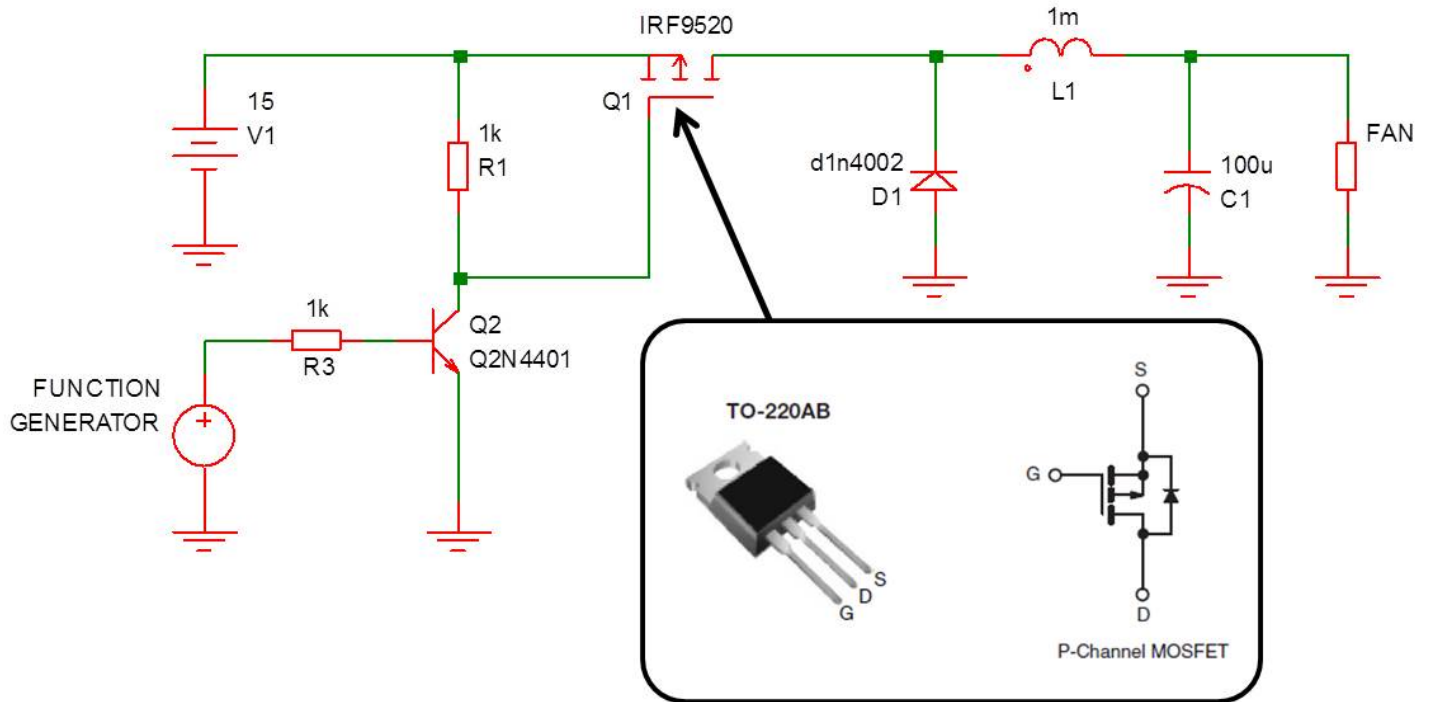 IRF9520
Q1
1m
L1
15
V1
1k
R1
d1n4002
D1
100u
C1
FAN
1k
R3
Q2
Q2N4401
FUNCTION
GENERATOR
+
TO-220AB
G
D
S
S
G
D
P-Channel MOSFET